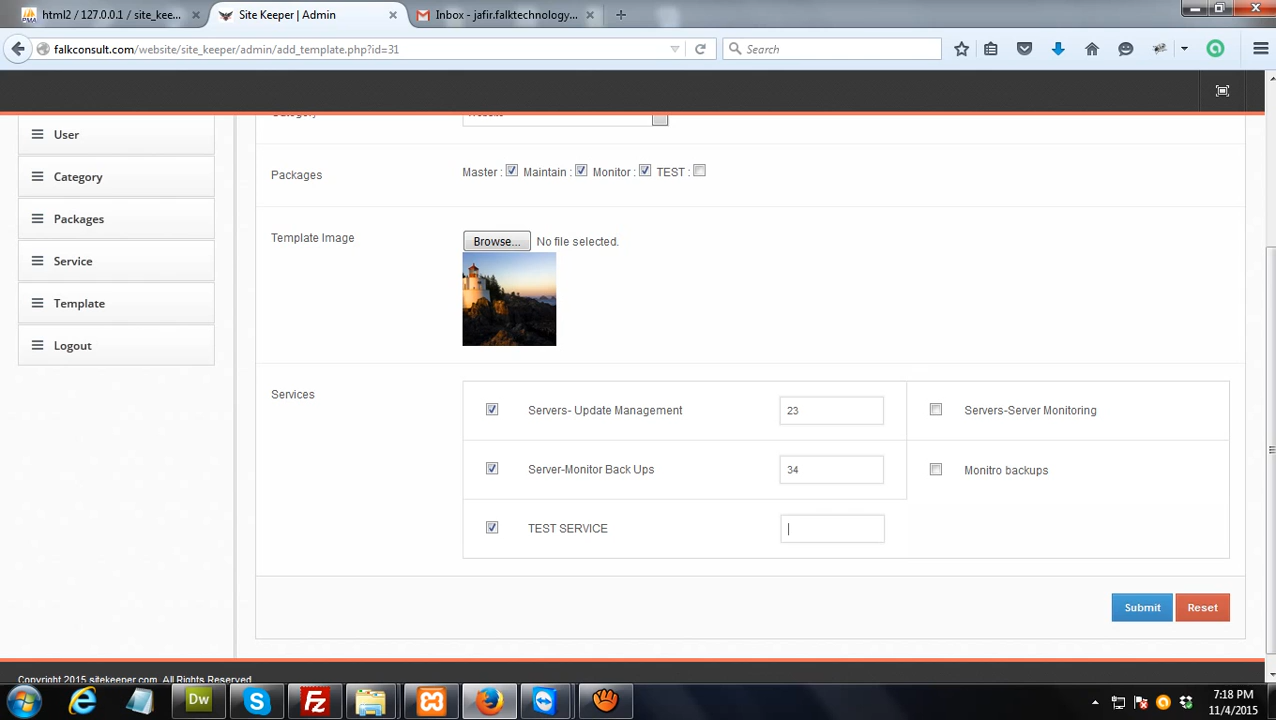 html2 / 127.0.0.1 / site_kee...
Site Keeper | Admin
Inbox - jafir.falktechnology...
falkconsult.com/website/site_keeper/admin/add_template.php?id=31
Search
User
Category
Packages
Service
Template
Logout
Packages
Master : Maintain : Monitor : TEST :
Template Image
Browse... No file selected.
Services
Servers- Update Management
23
Servers-Server Monitoring
Server-Monitor Back Ups
34
Monitro backups
TEST SERVICE
Submit
Reset
Copyright 2015 sitekeeper.com. All Rights Reserved.
Dw
7:18 PM
11/4/2015